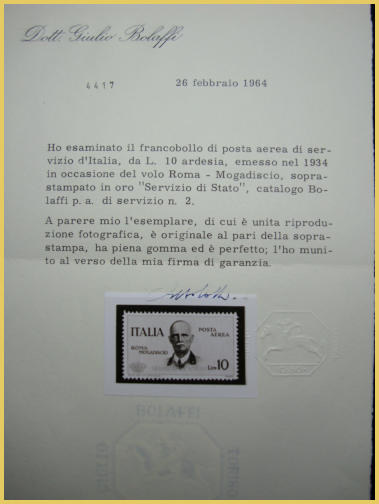 Dott. Giulio Bolaffi
4417
26 febbraio 1964
Ho esaminato il francobollo di posta aerea di ser-
vizio d'Italia, da L. 10 ardesia, emesso nel 1934
in occasione del volo Roma - Mogadiscio, sopra-
stampato in oro "Servizio di Stato", catalogo Bo-
laffi p. a. di servizio n. 2.
A parere mio l'esemplare, di cui è unita riprodu-
zione fotografica, è originale al pari della sopra-
stampa, ha piena gomma ed è perfetto; l'ho muni-
to al verso della mia firma di garanzia.
ITALIA
POSTA
AEREA
ROMA
MOGADISCIO
Lire 10
BOLAFFI